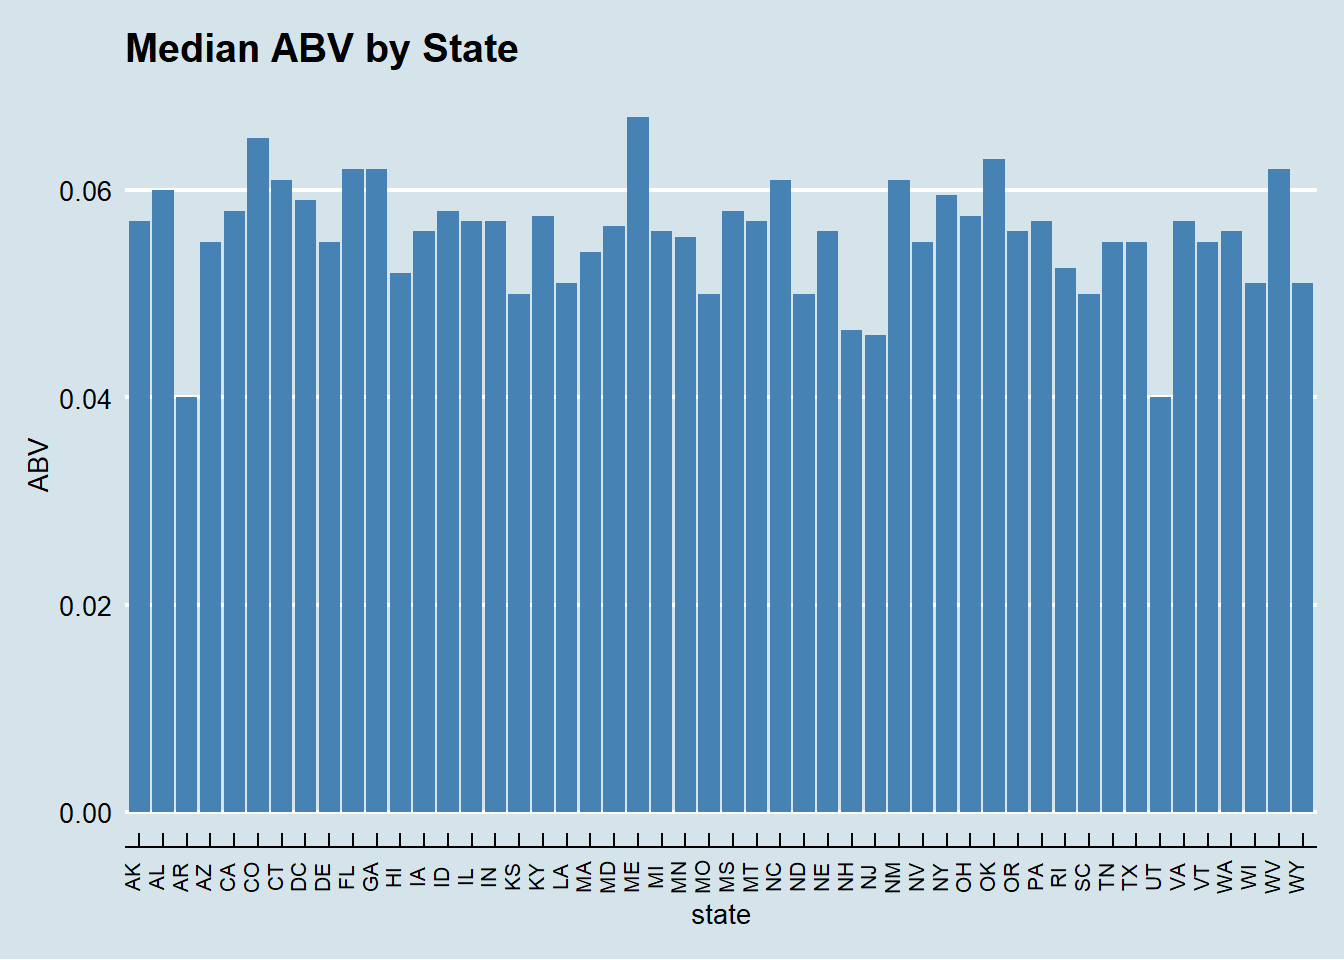 Median ABV by State
0.06
0.04
0.02
0.00
ABV
AK AL AR AZ CA CO CT DC DE FL GA HI IA ID IL IN KS KY LA MA MD ME MI MN MO MS MT NC ND NE NH NJ NM NV NY OH OK OR PA RI SC TN TX UT VA VT WA WI WV WY
state